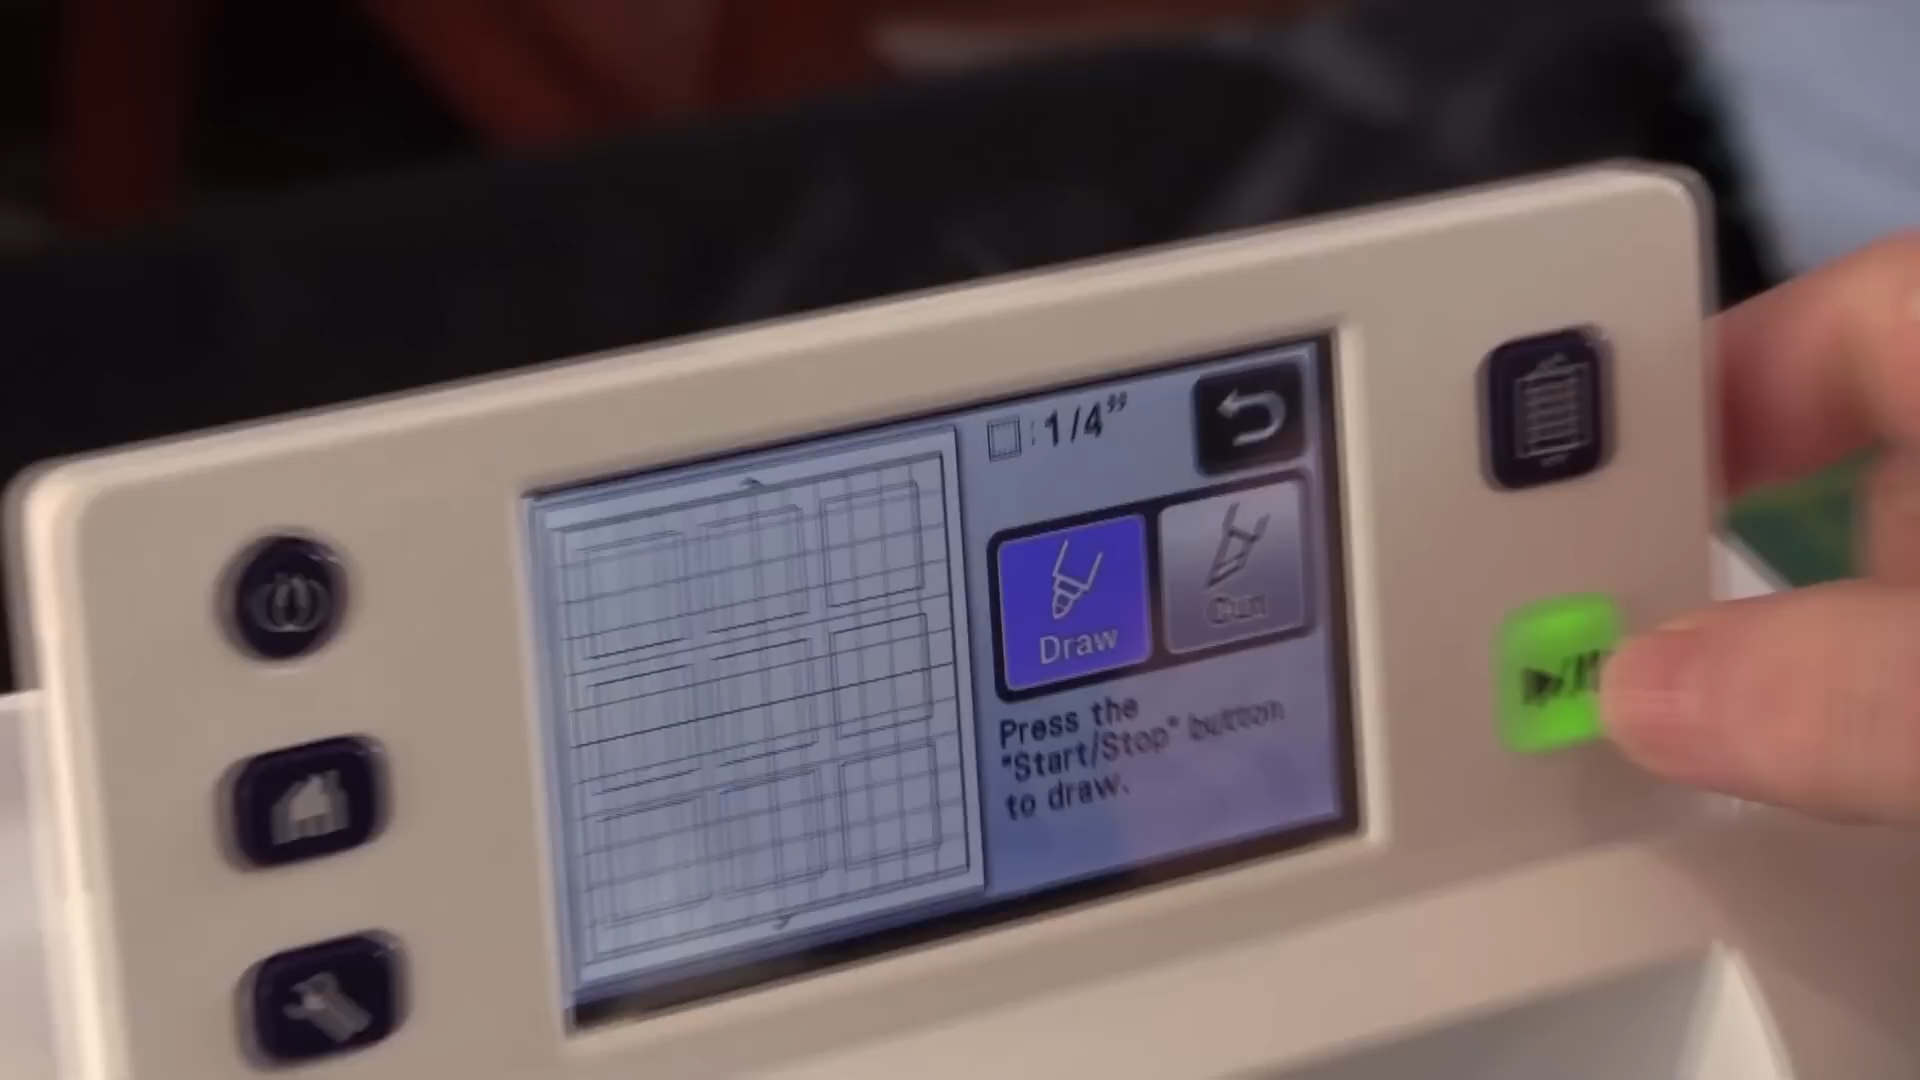 1/4"
Draw
Cut
Press the
"Start/Stop" button
to draw.